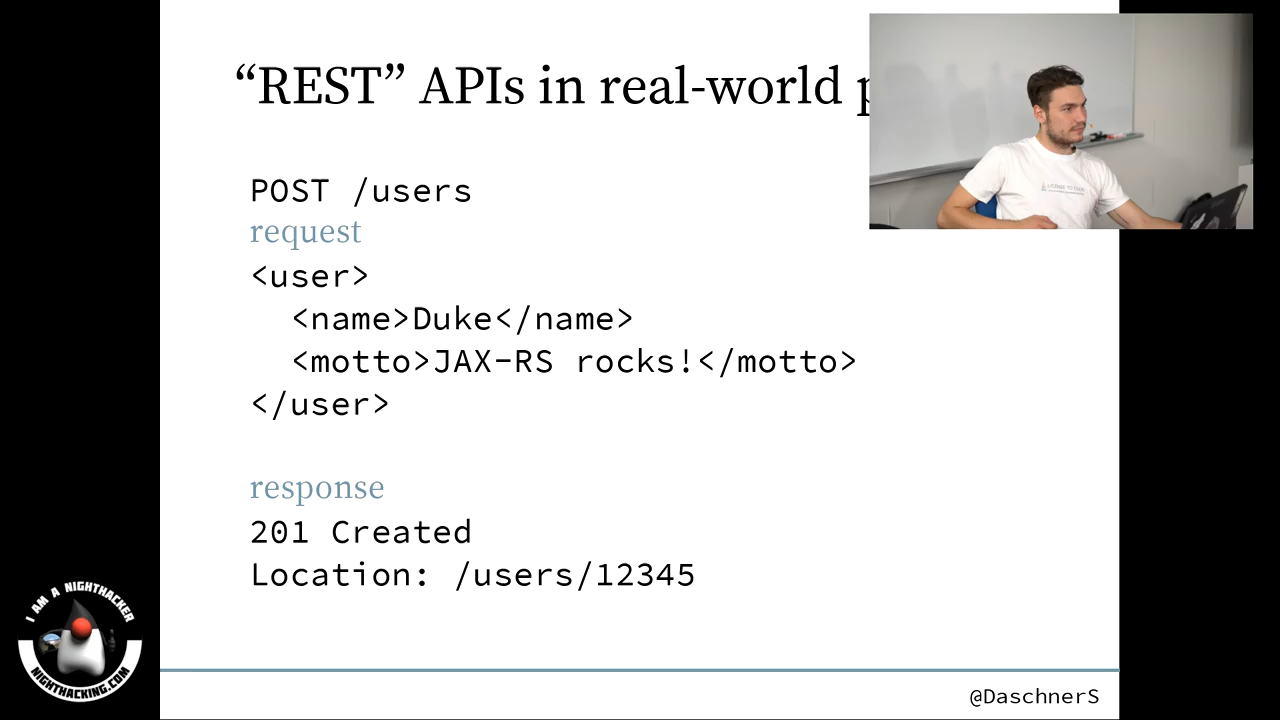 “REST” APIs in real-world
POST /users
request
<user>
  <name>Duke</name>
  <motto>JAX-RS rocks!</motto>
</user>
response
201 Created
Location: /users/12345
I AM A NIGHTHACKER
NIGHTHACKING.COM
@DaschnerS